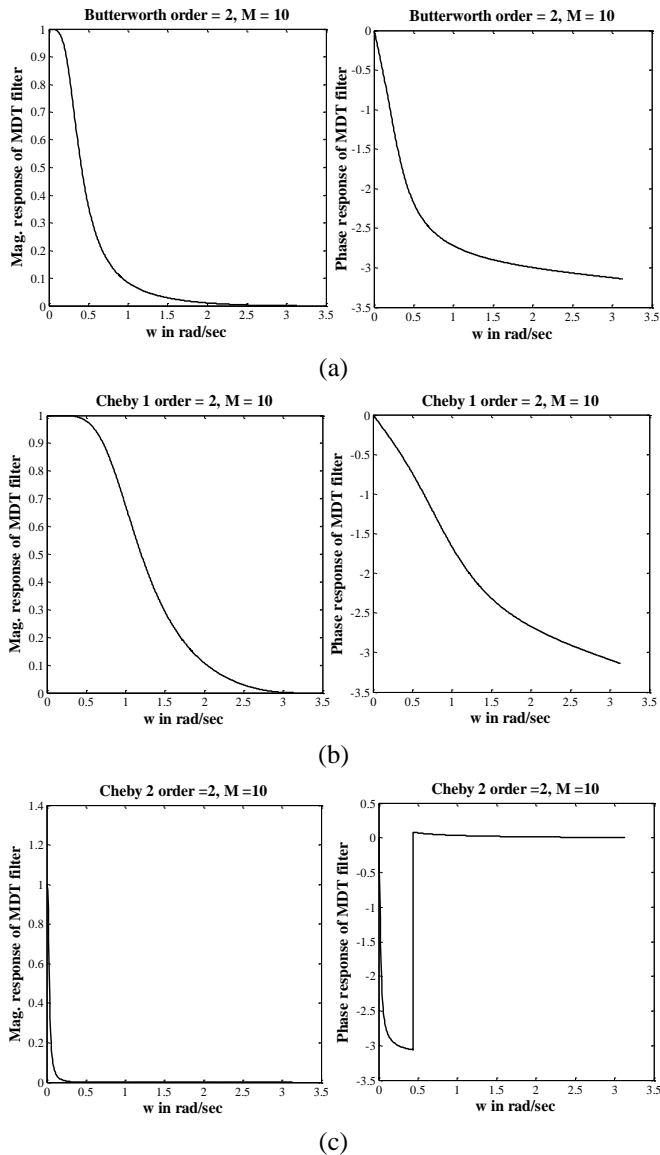 Butterworth order = 2, M = 10
Mag. response of MDT filter
1
0.9
0.8
0.7
0.6
0.5
0.4
0.3
0.2
0.1
0
0 0.5 1 1.5 2 2.5 3 3.5
w in rad/sec
Butterworth order = 2, M = 10
Phase response of MDT filter
0
-0.5
-1
-1.5
-2
-2.5
-3
-3.5
0 0.5 1 1.5 2 2.5 3 3.5
w in rad/sec
(a)
Cheby 1 order = 2, M = 10
Mag. response of MDT filter
1
0.9
0.8
0.7
0.6
0.5
0.4
0.3
0.2
0.1
0
0 0.5 1 1.5 2 2.5 3 3.5
w in rad/sec
Cheby 1 order = 2, M = 10
Phase response of MDT filter
0
-0.5
-1
-1.5
-2
-2.5
-3
-3.5
0 0.5 1 1.5 2 2.5 3 3.5
w in rad/sec
(b)
Cheby 2 order =2, M =10
Mag. response of MDT filter
1.4
1.2
1
0.8
0.6
0.4
0.2
0
0 0.5 1 1.5 2 2.5 3 3.5
w in rad/sec
Cheby 2 order =2, M =10
Phase response of MDT filter
0.5
0
-0.5
-1
-1.5
-2
-2.5
-3
-3.5
0 0.5 1 1.5 2 2.5 3 3.5
w in rad/sec
(c)